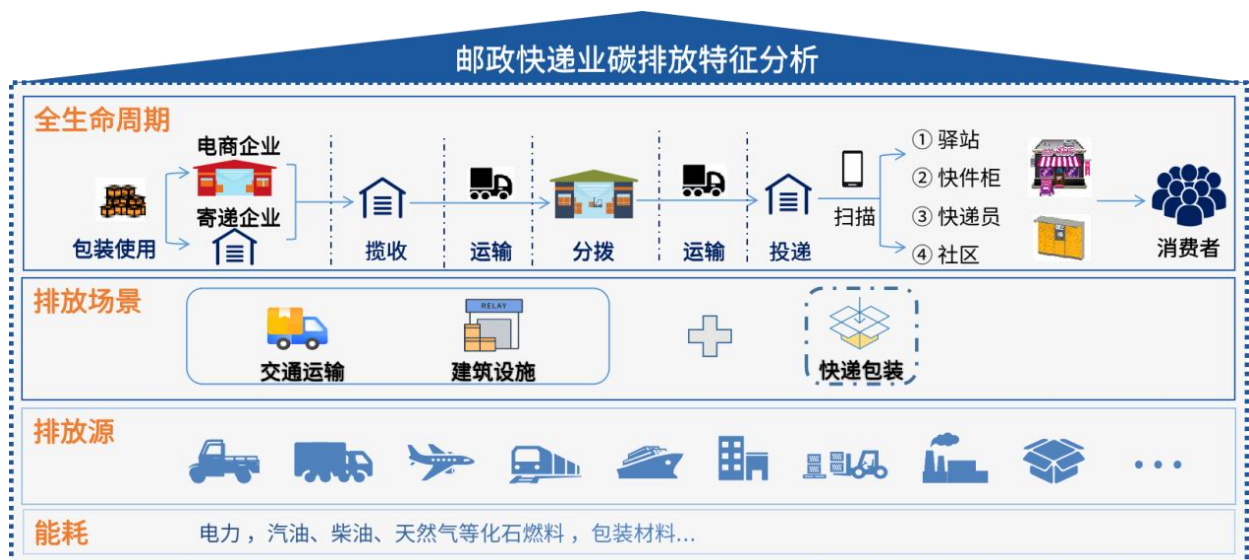 邮政快递业碳排放特征分析
全生命周期
电商企业
寄递企业
包装使用
揽收
运输
分拨
运输
投递
扫描
① 驿站
② 快件柜
③ 快递员
④ 社区
消费者
排放场景
RELAY
交通运输
建筑设施
快递包装
排放源
...
能耗
电力，汽油、柴油、天然气等化石燃料，包装材料...